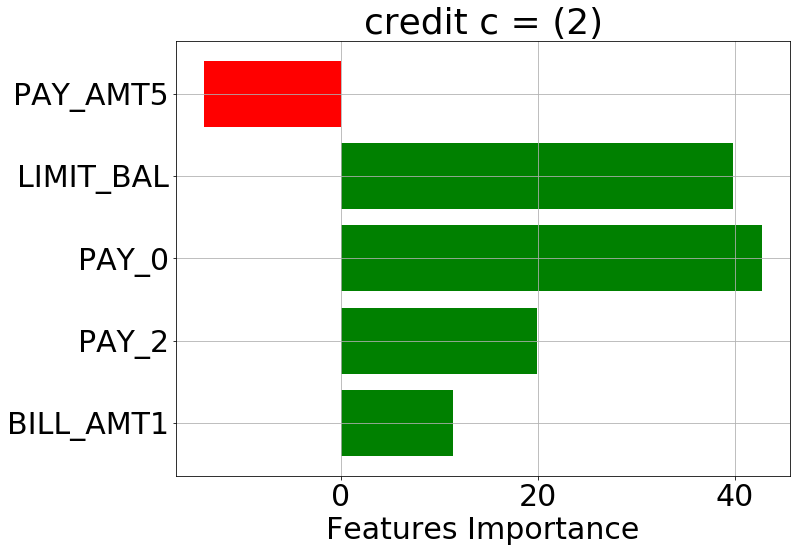 credit c = (2)
PAY_AMT5
LIMIT_BAL
PAY_0
PAY_2
BILL_AMT1
0 20 40
Features Importance